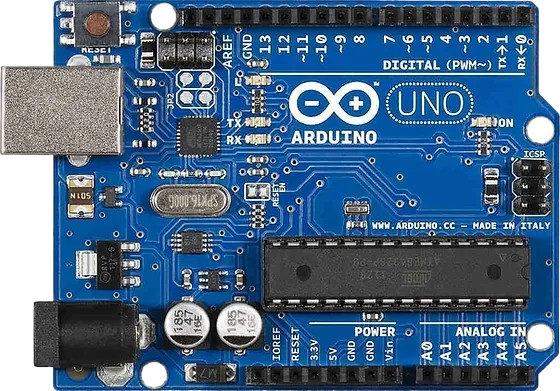 RESET
AREF
GND
13
12
~11
~10
~9
8
7
~6
~5
4
~3
2
TX→1
RX←0
DIGITAL (PWM~)
L
TX
RX
JP2
™
UNO
ARDUINO
ON
ICSP
RESET
EN
SPK16.000G
WWW.ARDUINO.CC – MADE IN ITALY
185
47
16E
185
47
16E
M7
POWER
ANALOG IN
IOREF
RESET
3.3V
5V
GND
GND
Vin
A0
A1
A2
A3
A4
A5